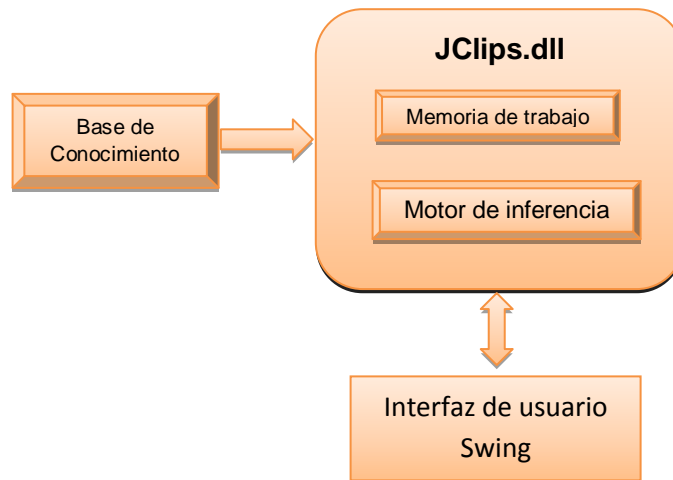 JClips.dll
Memoria de trabajo
Base de
Conocimiento
Motor de inferencia
Interfaz de usuario
Swing